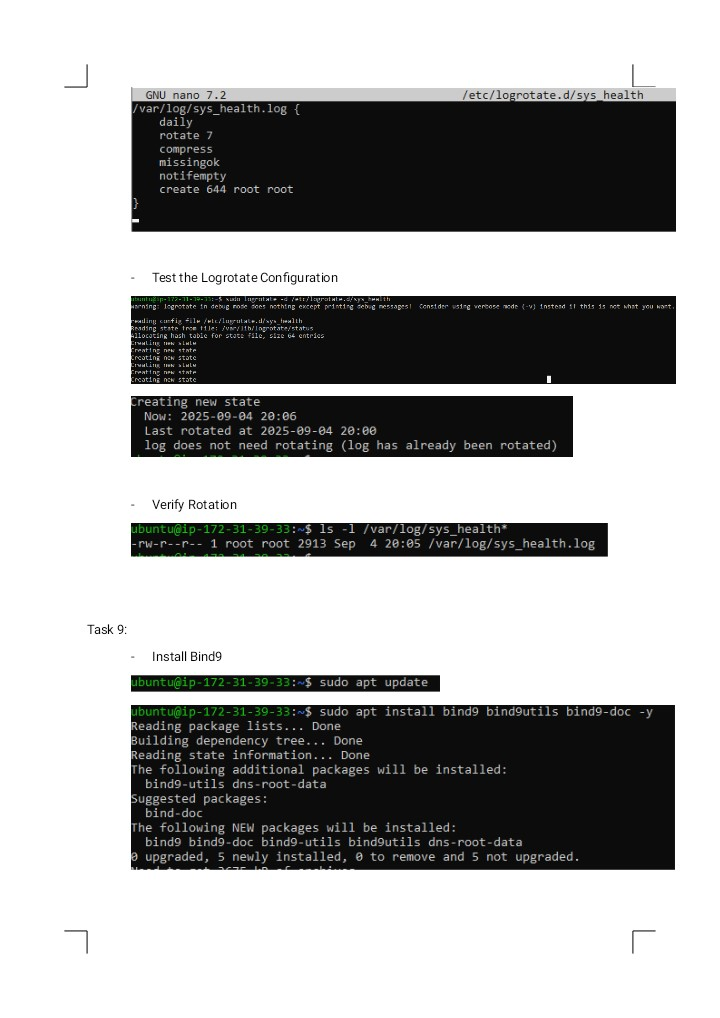 GNU nano 7.2 /etc/logrotate.d/sys_health
/var/log/sys_health.log {
daily
rotate 7
compress
missingok
notifempty
create 644 root root
}
- Test the Logrotate Configuration
ubuntu@ip-172-31-39-33:~$ sudo logrotate -d /etc/logrotate.d/sys_health
warning: logrotate in debug mode does nothing except printing debug messages! Consider using verbose mode (-v) instead if this is not what you want.
reading config file /etc/logrotate.d/sys_health
Reading state from file: /var/lib/logrotate/status
Allocating hash table for state file, size 64 entries
Creating new state
Creating new state
Creating new state
Creating new state
Creating new state
Creating new state
Creating new state
Now: 2025-09-04 20:06
Last rotated at 2025-09-04 20:00
log does not need rotating (log has already been rotated)
- Verify Rotation
ubuntu@ip-172-31-39-33:~$ ls -l /var/log/sys_health*
-rw-r--r-- 1 root root 2913 Sep  4 20:05 /var/log/sys_health.log
Task 9:
- Install Bind9
ubuntu@ip-172-31-39-33:~$ sudo apt update
ubuntu@ip-172-31-39-33:~$ sudo apt install bind9 bind9utils bind9-doc -y
Reading package lists... Done
Building dependency tree... Done
Reading state information... Done
The following additional packages will be installed:
bind9-utils dns-root-data
Suggested packages:
bind-doc
The following NEW packages will be installed:
bind9 bind9-doc bind9-utils bind9utils dns-root-data
0 upgraded, 5 newly installed, 0 to remove and 5 not upgraded.